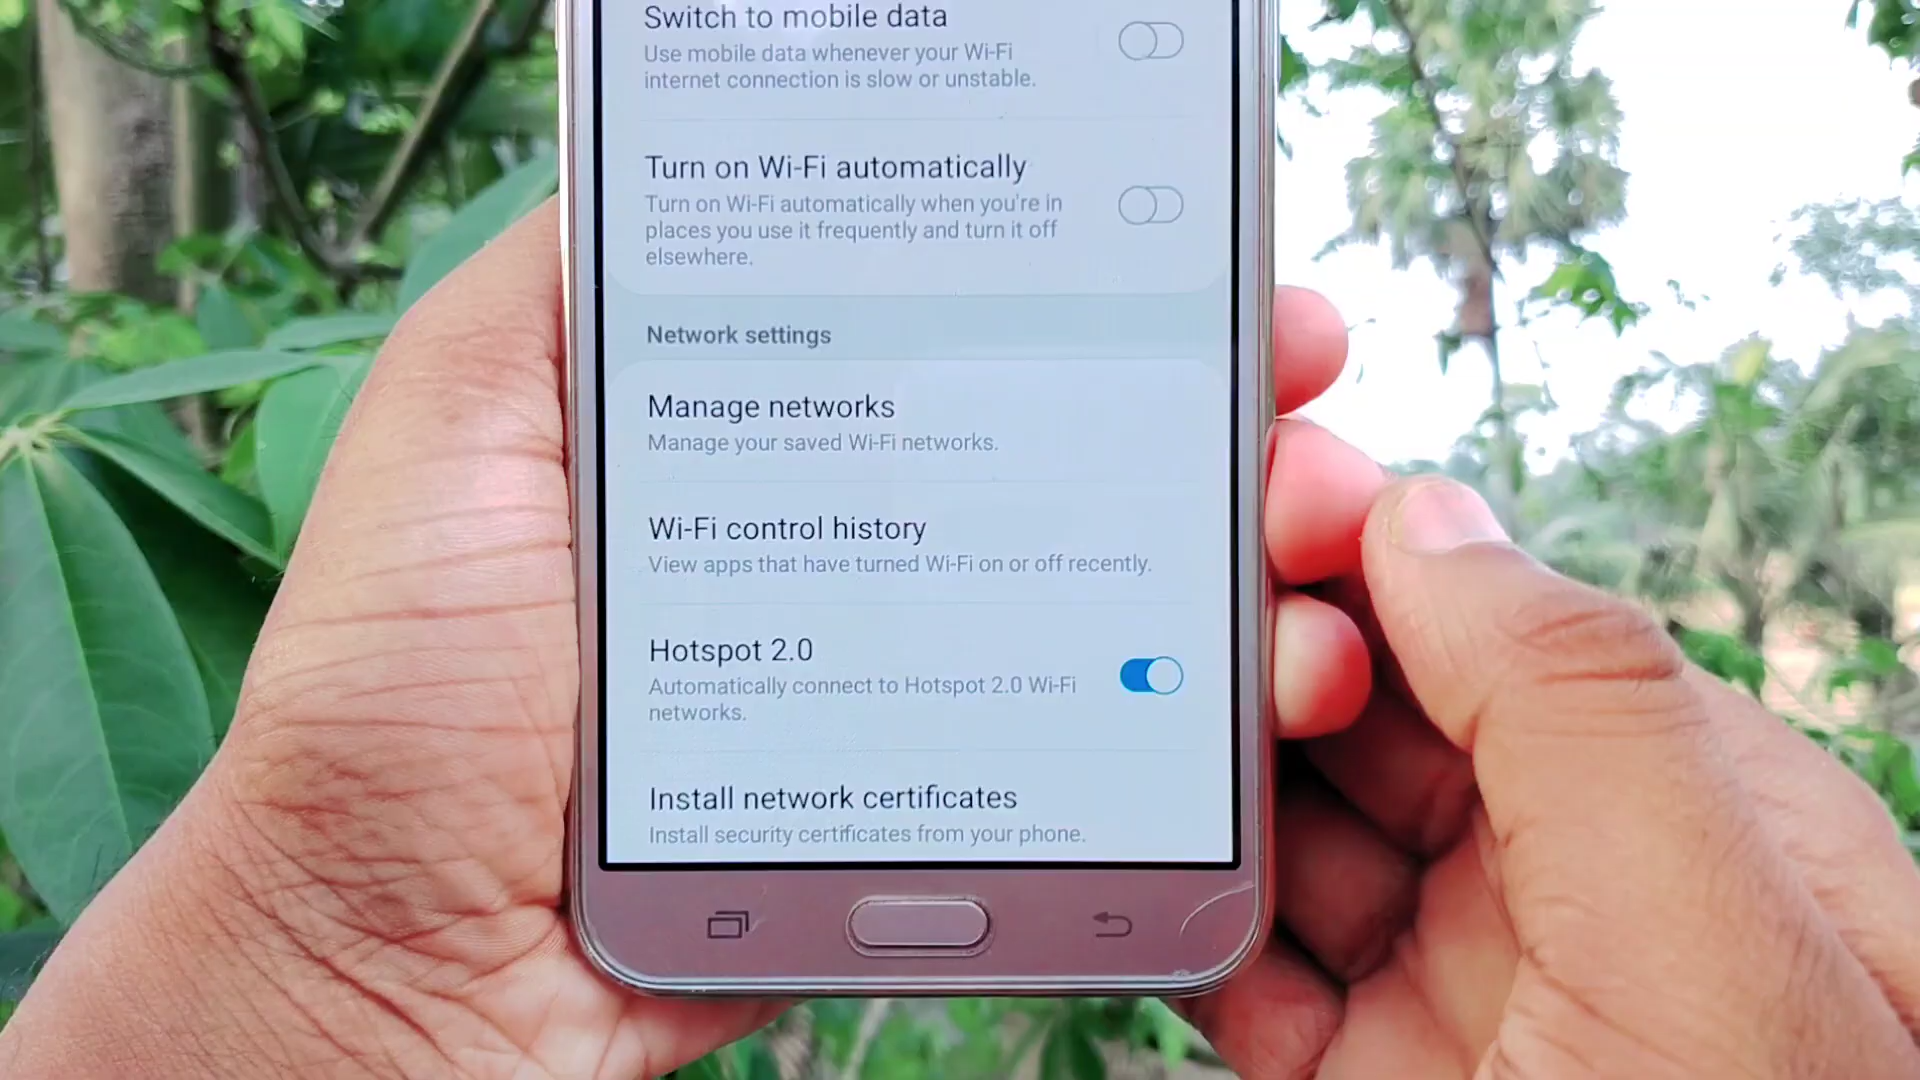 Switch to mobile data
Use mobile data whenever your Wi-Fi
internet connection is slow or unstable.
Turn on Wi-Fi automatically
Turn on Wi-Fi automatically when you're in
places you use it frequently and turn it off
elsewhere.
Network settings
Manage networks
Manage your saved Wi-Fi networks.
Wi-Fi control history
View apps that have turned Wi-Fi on or off recently.
Hotspot 2.0
Automatically connect to Hotspot 2.0 Wi-Fi
networks.
Install network certificates
Install security certificates from your phone.